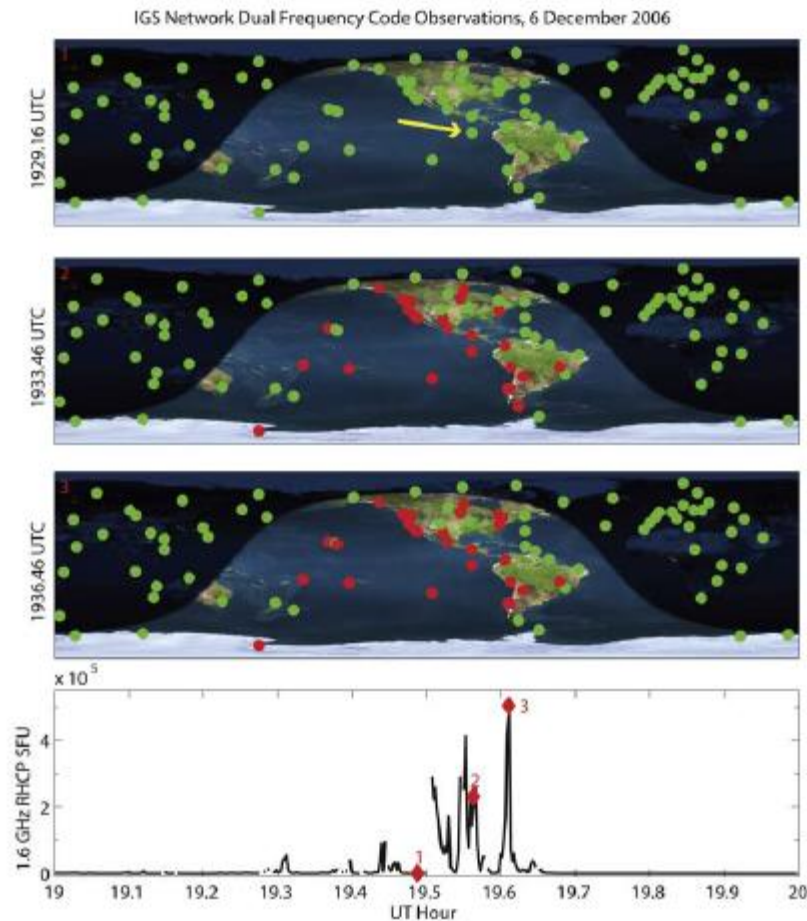 IGS Network Dual Frequency Code Observations, 6 December 2006
1
1929.16 UTC
2
1933.46 UTC
3
1936.46 UTC
x 10 5
1.6 GHz RHCP SFU
4
2
0
1
2
3
19 19.1 19.2 19.3 19.4 19.5 19.6 19.7 19.8 19.9 20
UT Hour